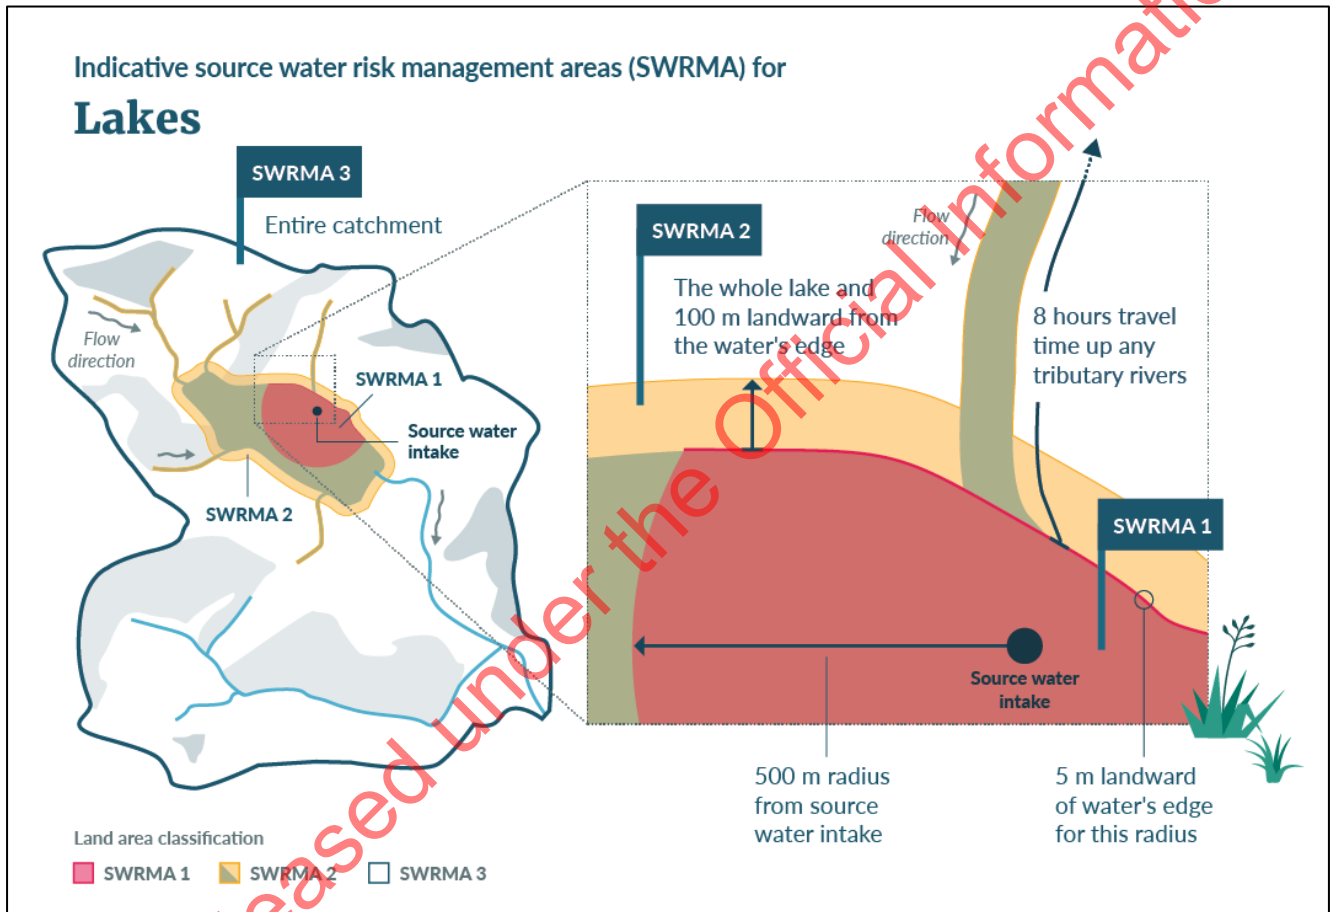 Indicative source water risk management areas (SWRMA) for
Lakes
SWRMA 3
Entire catchment
Flow
direction
SWRMA 1
Source water
intake
SWRMA 2
SWRMA 2
The whole lake and
100 m landward from
the water's edge
Flow
direction
8 hours travel
time up any
tributary rivers
SWRMA 1
Source water
intake
500 m radius
from source
water intake
5 m landward
of water's edge
for this radius
Land area classification
SWRMA 1
SWRMA 2
SWRMA 3
eased under the Official Informatio